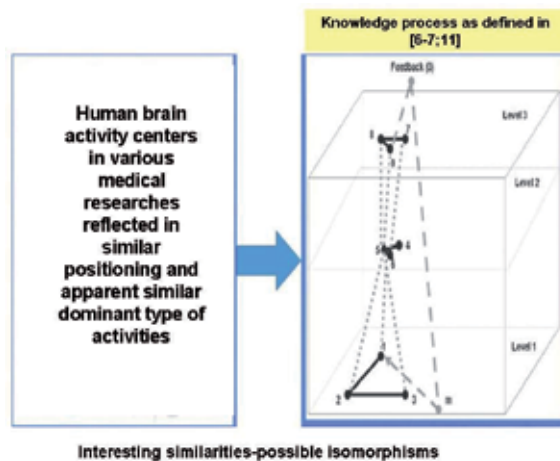 Knowledge process as defined in
[6-7;11]
Human brain
activity centers
in various
medical
researches
reflected in
similar
positioning and
apparent similar
dominant type of
activities
Feedback
Level 3
Level 2
Level 1
4
1
2
3
Interesting similarities-possible isomorphisms